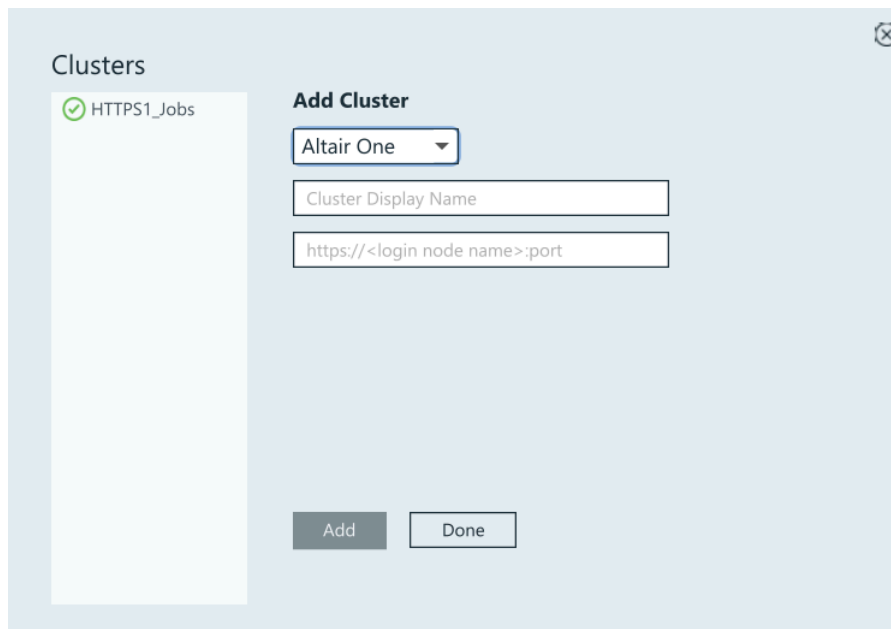 Clusters
HTTPS1_Jobs
Add Cluster
Altair One
Cluster Display Name
https://<login node name>:port
Add
Done